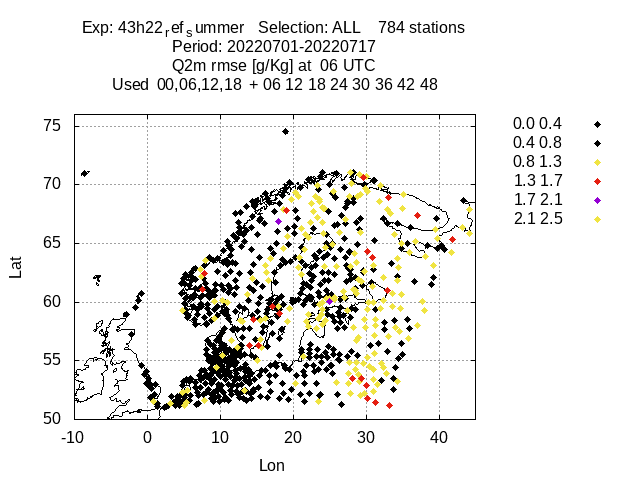 Exp: 43h22refsummer Selection: ALL 784 stations
Period: 20220701-20220717
Q2m rmse [g/Kg] at 06 UTC
Used 00,06,12,18 + 06 12 18 24 30 36 42 48
0.0 0.4
0.4 0.8
0.8 1.3
1.3 1.7
1.7 2.1
2.1 2.5
75
70
65
60
55
50
Lat
-10 0 10 20 30 40
Lon